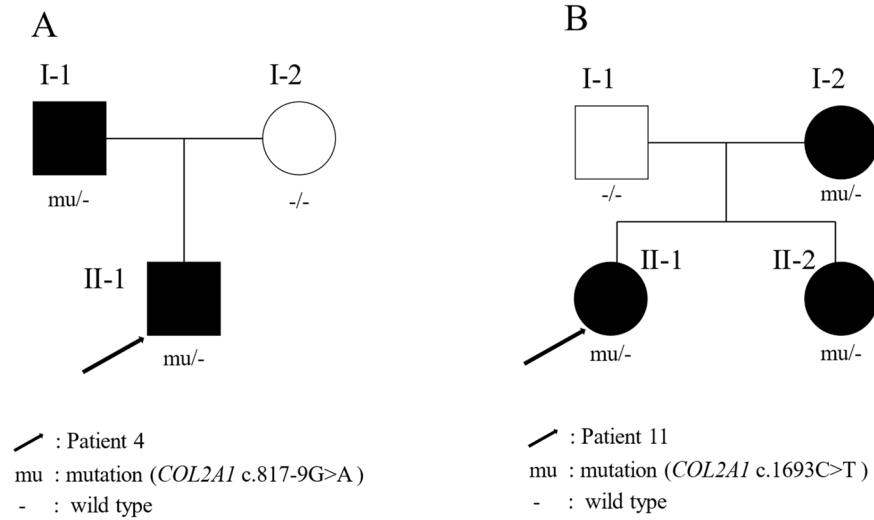 A
I-1
I-2
mu/-
-/-
II-1
mu/-
: Patient 4
mu : mutation (COL2A1 c.817-9G>A )
- : wild type
B
I-1
I-2
-/-
mu/-
II-1
II-2
mu/-
mu/-
: Patient 11
mu : mutation (COL2A1 c.1693C>T )
- : wild type